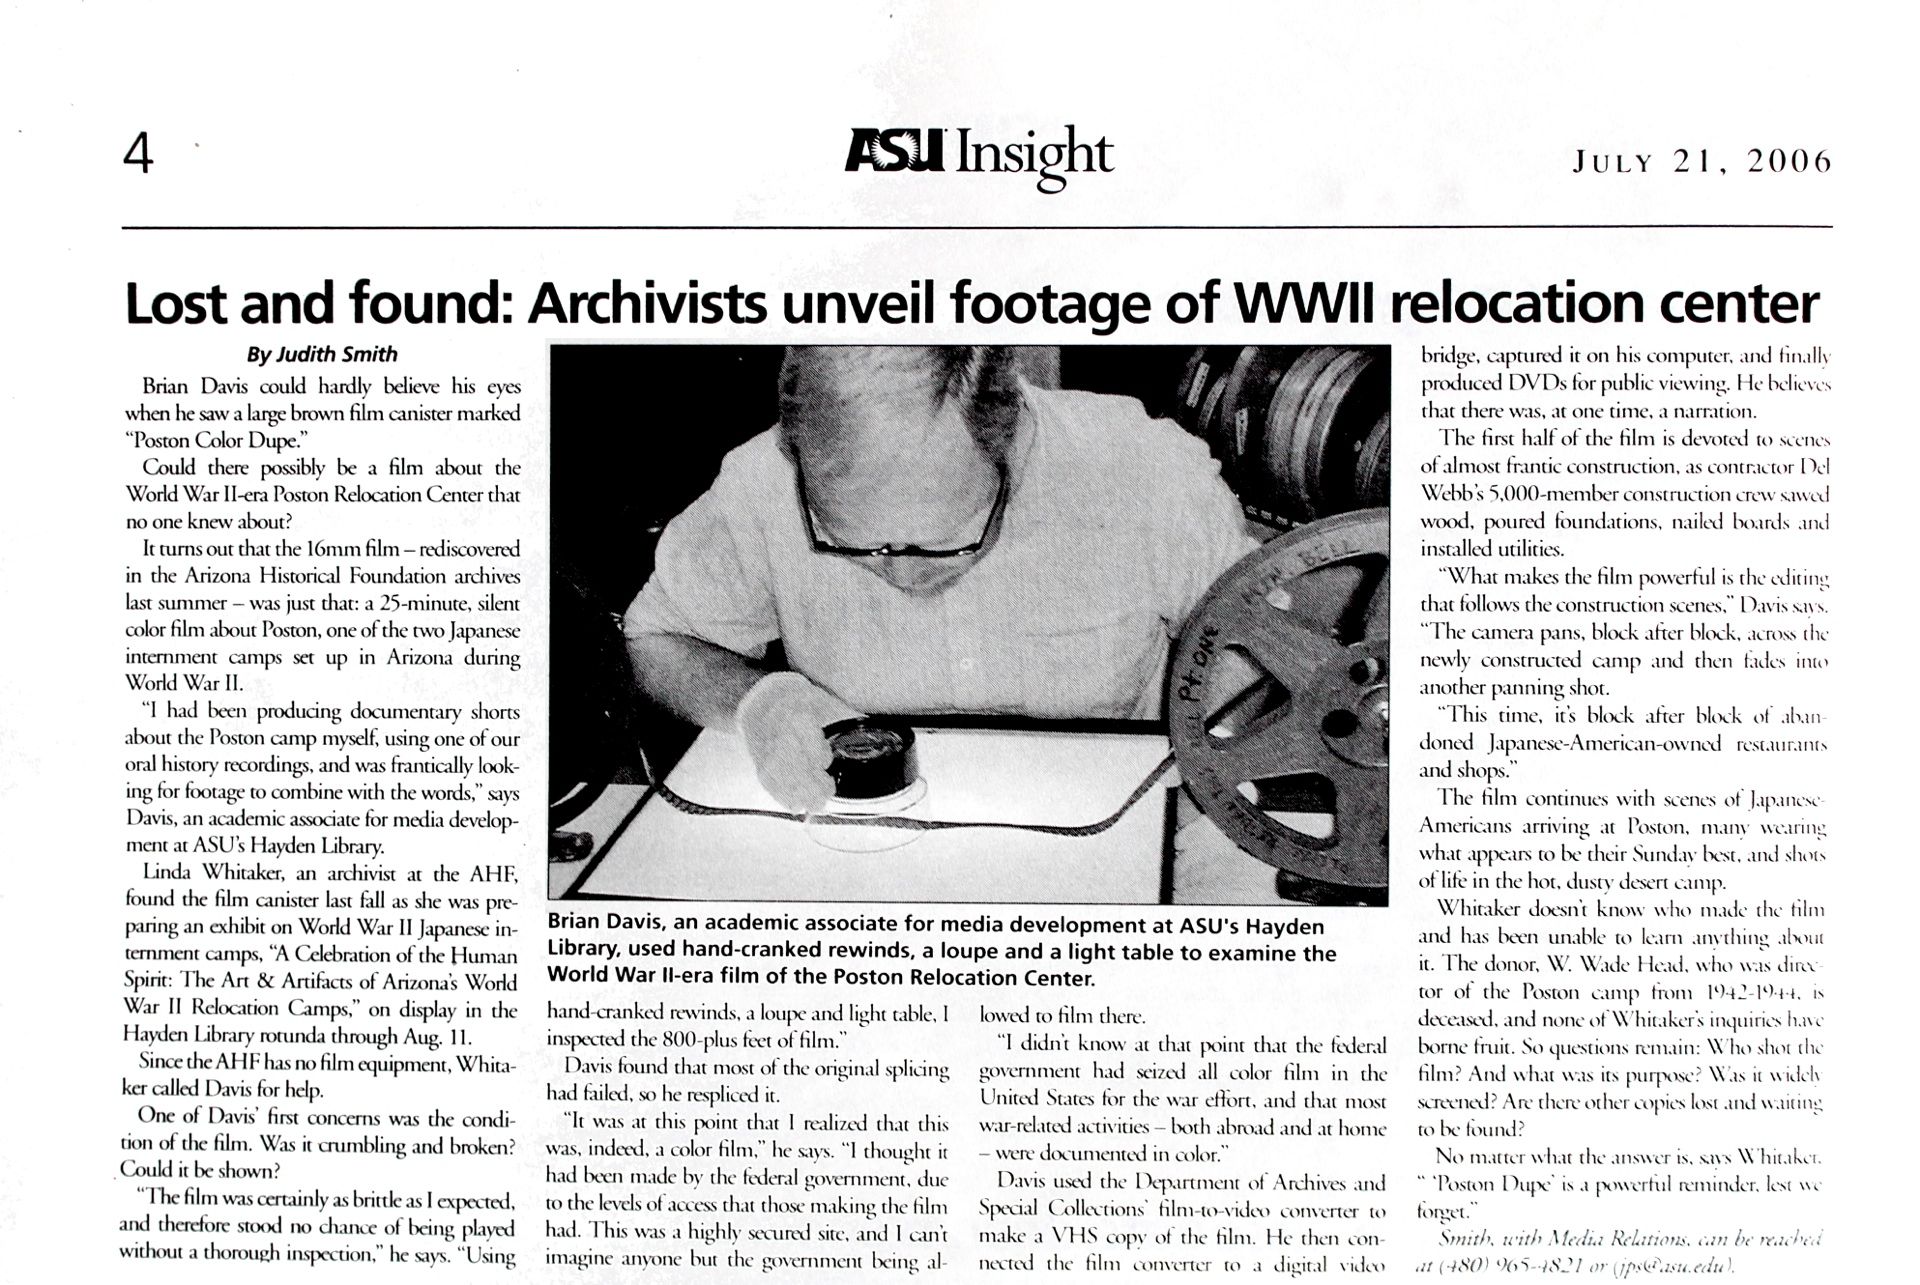 4
ASU Insight
JULY 21, 2006
Lost and found: Archivists unveil footage of WWII relocation center
By Judith Smith
Brian Davis could hardly believe his eyes
when he saw a large brown film canister marked
“Poston Color Dupe.”
Could there possibly be a film about the
World War II-era Poston Relocation Center that
no one knew about?
It turns out that the 16mm film – rediscovered
in the Arizona Historical Foundation archives
last summer – was just that: a 25-minute, silent
color film about Poston, one of the two Japanese
internment camps set up in Arizona during
World War II.
“I had been producing documentary shorts
about the Poston camp myself, using one of our
oral history recordings, and was frantically look-
ing for footage to combine with the words,” says
Davis, an academic associate for media develop-
ment at ASU’s Hayden Library.
Linda Whitaker, an archivist at the AHF,
found the film canister last fall as she was pre-
paring an exhibit on World War II Japanese in-
ternment camps, “A Celebration of the Human
Spirit: The Art & Artifacts of Arizona’s World
War II Relocation Camps,” on display in the
Hayden Library rotunda through Aug. 11.
Since the AHF has no film equipment, Whita-
ker called Davis for help.
One of Davis’ first concerns was the condi-
tion of the film. Was it crumbling and broken?
Could it be shown?
“The film was certainly as brittle as I expected,
and therefore stood no chance of being played
without a thorough inspection,” he says. “Using
PT. ONE
BELL
Brian Davis, an academic associate for media development at ASU's Hayden
Library, used hand-cranked rewinds, a loupe and a light table to examine the
World War II-era film of the Poston Relocation Center.
hand-cranked rewinds, a loupe and light table, I
inspected the 800-plus feet of film.”
Davis found that most of the original splicing
had failed, so he respliced it.
“It was at this point that I realized that this
was, indeed, a color film,” he says. “I thought it
had been made by the federal government, due
to the levels of access that those making the film
had. This was a highly secured site, and I can’t
imagine anyone but the government being al-
lowed to film there.
“I didn’t know at that point that the federal
government had seized all color film in the
United States for the war effort, and that most
war-related activities – both abroad and at home
– were documented in color.”
Davis used the Department of Archives and
Special Collections’ film-to-video converter to
make a VHS copy of the film. He then con-
nected the film converter to a digital video
bridge, captured it on his computer, and finally
produced DVDs for public viewing. He believes
that there was, at one time, a narration.
The first half of the film is devoted to scenes
of almost frantic construction, as contractor Del
Webb’s 5,000-member construction crew sawed
wood, poured foundations, nailed boards and
installed utilities.
“What makes the film powerful is the editing
that follows the construction scenes,” Davis says.
“The camera pans, block after block, across the
newly constructed camp and then fades into
another panning shot.
“This time, it’s block after block of aban-
doned Japanese-American-owned restaurants
and shops.”
The film continues with scenes of Japanese-
Americans arriving at Poston, many wearing
what appears to be their Sunday best, and shots
of life in the hot, dusty desert camp.
Whitaker doesn’t know who made the film
and has been unable to learn anything about
it. The donor, W. Wade Head, who was direc-
tor of the Poston camp from 1942-1944, is
deceased, and none of Whitaker’s inquiries have
borne fruit. So questions remain: Who shot the
film? And what was its purpose? Was it widely
screened? Are there other copies lost and waiting
to be found?
No matter what the answer is, says Whitaker,
“ ‘Poston Dupe’ is a powerful reminder, lest we
forget.”
Smith, with Media Relations, can be reached
at (480) 965-4821 or (jps@asu.edu).